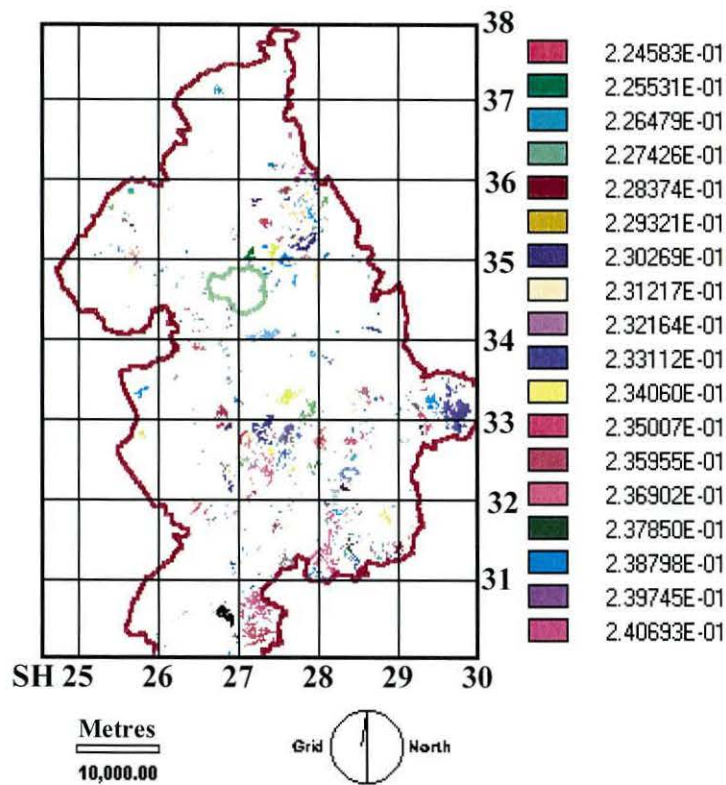 38
37
36
35
34
33
32
31
SH 25 26 27 28 29 30
2.24583E-01
2.25531E-01
2.26479E-01
2.27426E-01
2.28374E-01
2.29321E-01
2.30269E-01
2.31217E-01
2.32164E-01
2.33112E-01
2.34060E-01
2.35007E-01
2.35955E-01
2.36902E-01
2.37850E-01
2.38798E-01
2.39745E-01
2.40693E-01
Metres
10,000.00
Grid North